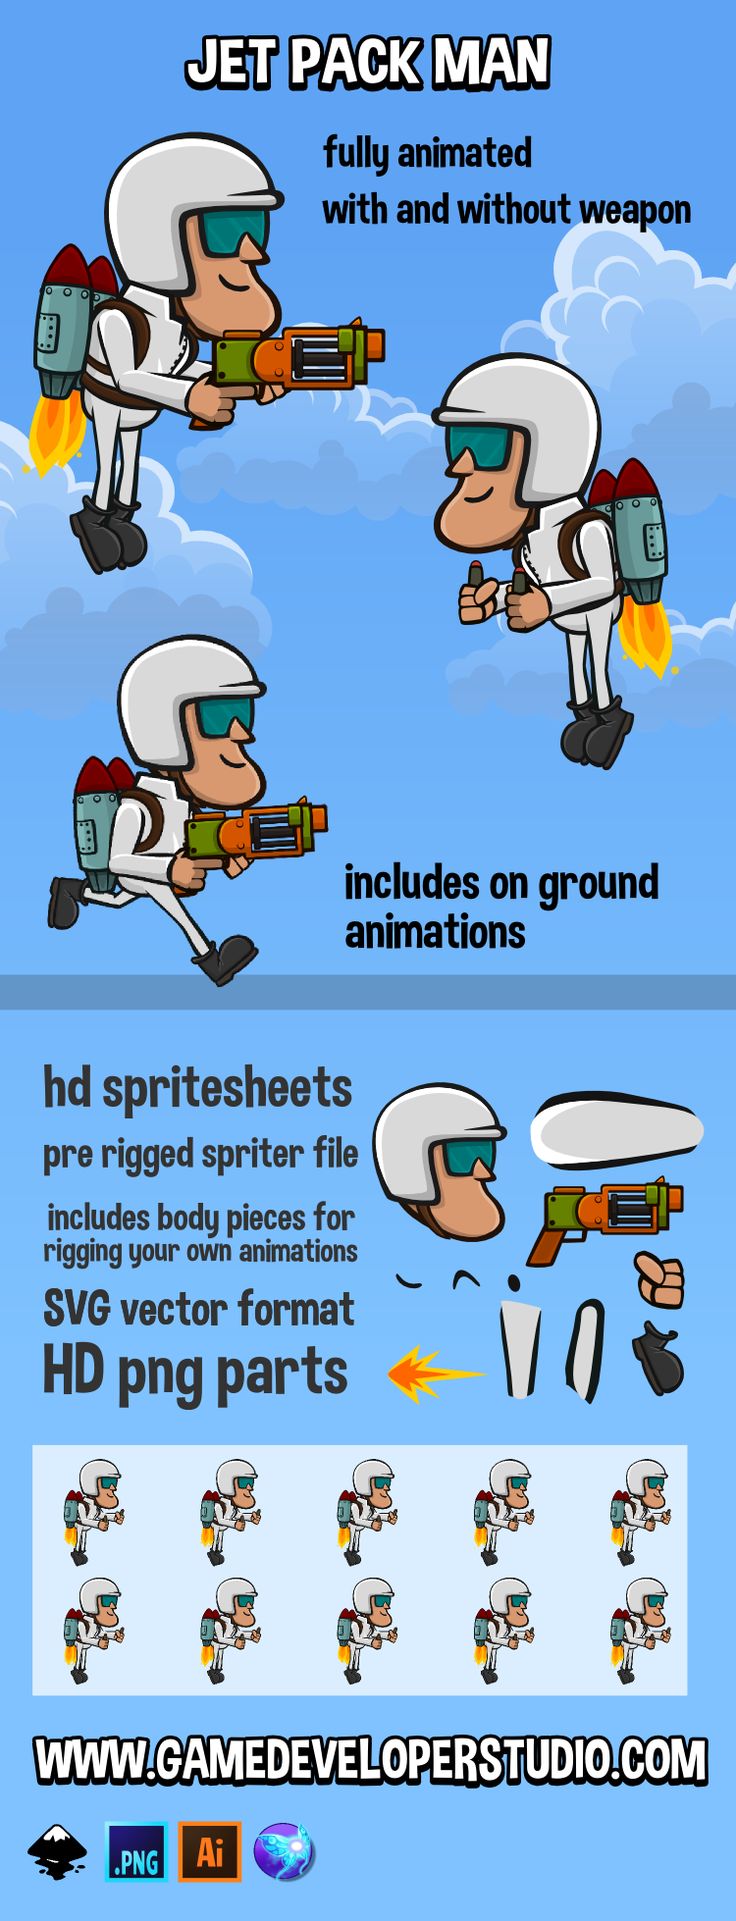 JET PACK MAN
fully animated
with and without weapon
includes on ground
animations
hd spritesheets
pre rigged spriter file
includes body pieces for
rigging your own animations
SVG vector format
HD png parts
WWW.GAMEDEVELOPERSTUDIO.COM
.PNG
Ai